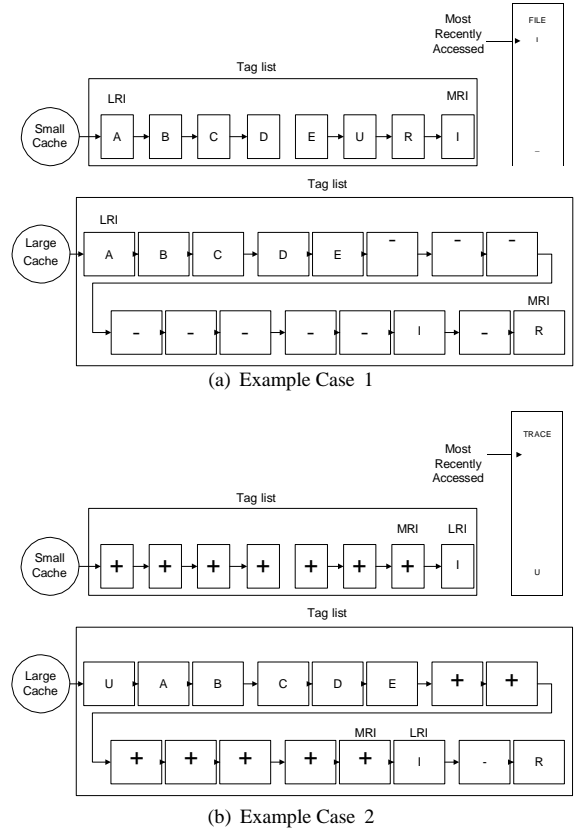 Most
Recently
Accessed
FILE
I
_
Tag list
LRI
MRI
Small
Cache
A B C D E U R I
Tag list
LRI
Large
Cache
A B C D E - - -
MRI
- - - - - I - R
(a) Example Case 1
Most
Recently
Accessed
TRACE
U
Tag list
MRI LRI
Small
Cache
+ + + + + + + I
Tag list
Large
Cache
U A B C D E + +
MRI LRI
+ + + + + I - R
(b) Example Case 2